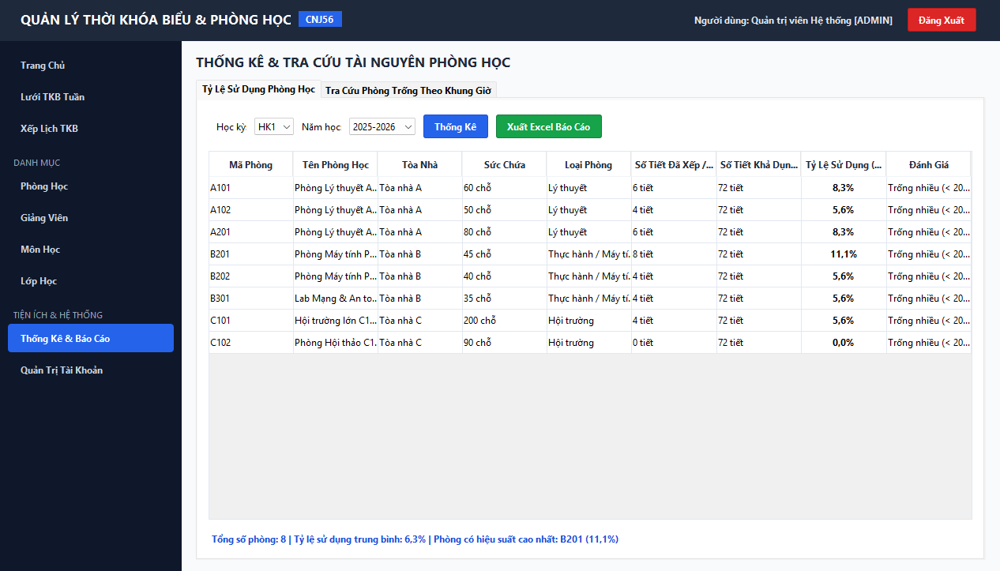 QUẢN LÝ THỜI KHÓA BIỂU & PHÒNG HỌC CNJ56 Người dùng: Quản trị viên Hệ thống [ADMIN] Đăng Xuất
Trang Chủ
Lưới TKB Tuần
Xếp Lịch TKB
DANH MỤC
Phòng Học
Giảng Viên
Môn Học
Lớp Học
TIỆN ÍCH & HỆ THỐNG
Thống Kê & Báo Cáo
Quản Trị Tài Khoản
THỐNG KÊ & TRA CỨU TÀI NGUYÊN PHÒNG HỌC
Tỷ Lệ Sử Dụng Phòng Học Tra Cứu Phòng Trống Theo Khung Giờ
Học kỳ: HK1 Năm học: 2025-2026 Thống Kê Xuất Excel Báo Cáo
Mã Phòng Tên Phòng Học Tòa Nhà Sức Chứa Loại Phòng Số Tiết Đã Xếp /... Số Tiết Khả Dụn... Tỷ Lệ Sử Dụng (... Đánh Giá
A101 Phòng Lý thuyết A... Tòa nhà A 60 chỗ Lý thuyết 6 tiết 72 tiết 8,3% Trống nhiều (< 20...
A102 Phòng Lý thuyết A... Tòa nhà A 50 chỗ Lý thuyết 4 tiết 72 tiết 5,6% Trống nhiều (< 20...
A201 Phòng Lý thuyết A... Tòa nhà A 80 chỗ Lý thuyết 6 tiết 72 tiết 8,3% Trống nhiều (< 20...
B201 Phòng Máy tính P... Tòa nhà B 45 chỗ Thực hành / Máy tí... 8 tiết 72 tiết 11,1% Trống nhiều (< 20...
B202 Phòng Máy tính P... Tòa nhà B 40 chỗ Thực hành / Máy tí... 4 tiết 72 tiết 5,6% Trống nhiều (< 20...
B301 Lab Mạng & An to... Tòa nhà B 35 chỗ Thực hành / Máy tí... 4 tiết 72 tiết 5,6% Trống nhiều (< 20...
C101 Hội trường lớn C1... Tòa nhà C 200 chỗ Hội trường 4 tiết 72 tiết 5,6% Trống nhiều (< 20...
C102 Phòng Hội thảo C1... Tòa nhà C 90 chỗ Hội trường 0 tiết 72 tiết 0,0% Trống nhiều (< 20...
Tổng số phòng: 8 | Tỷ lệ sử dụng trung bình: 6,3% | Phòng có hiệu suất cao nhất: B201 (11,1%)